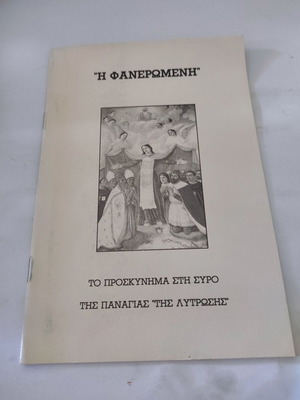 "Η ΦΑΝΕΡΩΜΕΝΗ"
ΤΟ ΠΡΟΣΚΥΝΗΜΑ ΣΤΗ ΣΥΡΟ
ΤΗΣ ΠΑΝΑΓΙΑΣ "ΤΗΣ ΛΥΤΡΩΣΗΣ"